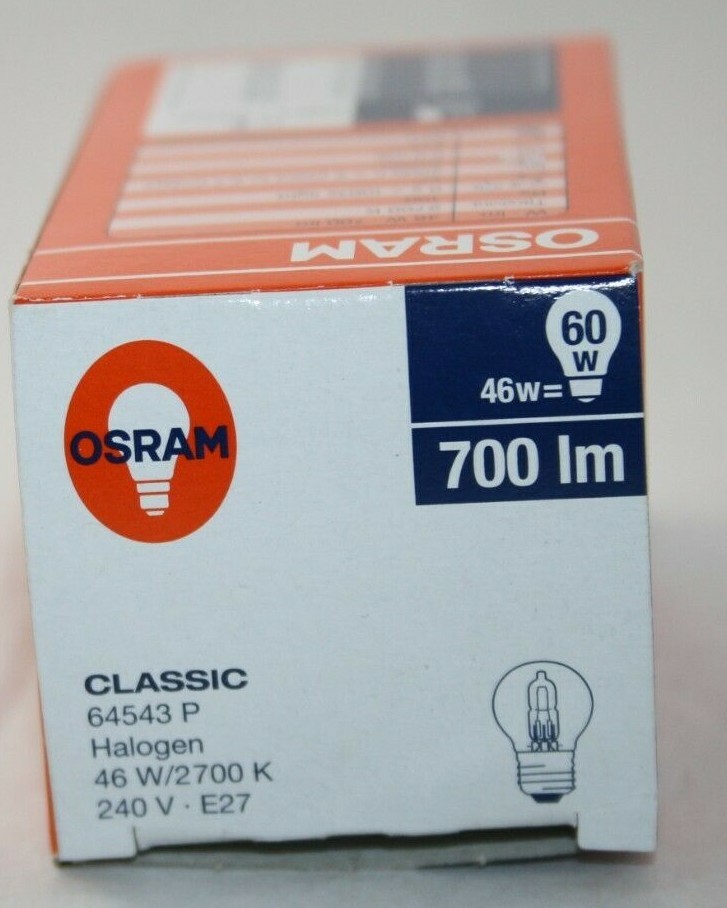 OSRAM
60
W
46w=
700 lm
OSRAM
CLASSIC
64543 P
Halogen
46 W/2700 K
240 V · E27